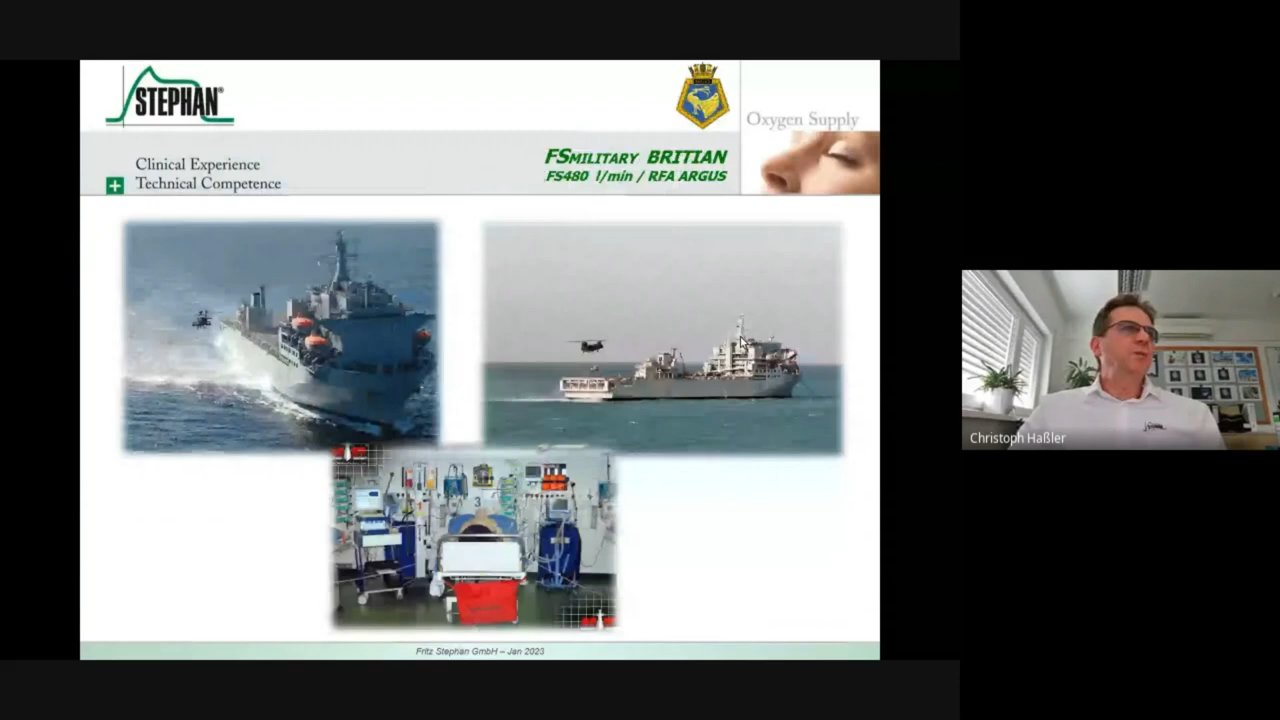 STEPHAN®
Clinical Experience
Technical Competence
FSMILITARY BRITIAN
FS480 l/min / RFA ARGUS
Oxygen Supply
3
Fritz Stephan GmbH – Jan 2023
Christoph Haßler